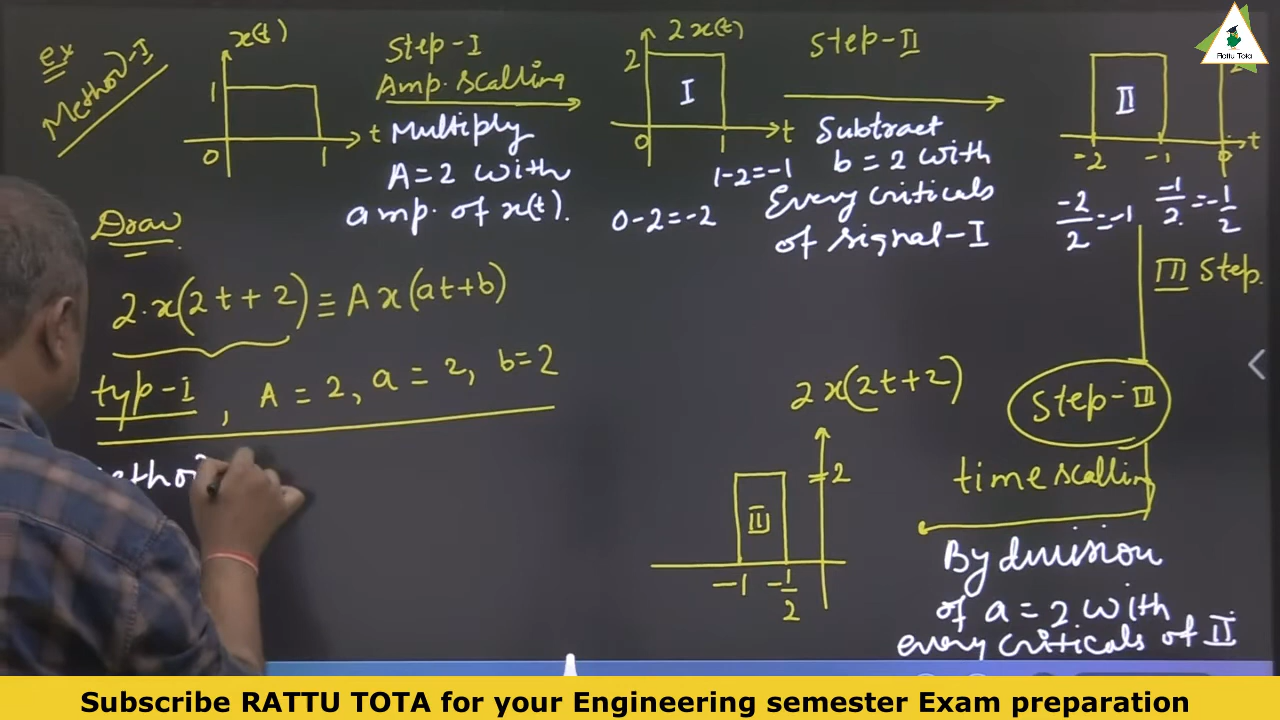 ex
Method-I
x(t)
1
0
1
t
Step-I
Amp. scalling
Multiply
A=2 with
amp. of x(t).
2x(t)
2
I
0
1
t
1-2=-1
0-2=-2
Step-II
Subtract
b=2 with
Every criticals
of signal-I
II
-2
-1
0
t
-2/2=-1
-1/2=-1/2
III Step.
Rattu Tota
Draw
2.x(2t+2)≡Ax(at+b)
typ-I, A=2, a=2, b=2
2x(2t+2)
2
III
-1
-1/2
Step-III
time scalling
By division
of a=2 with
every criticals of II
Subscribe RATTU TOTA for your Engineering semester Exam preparation